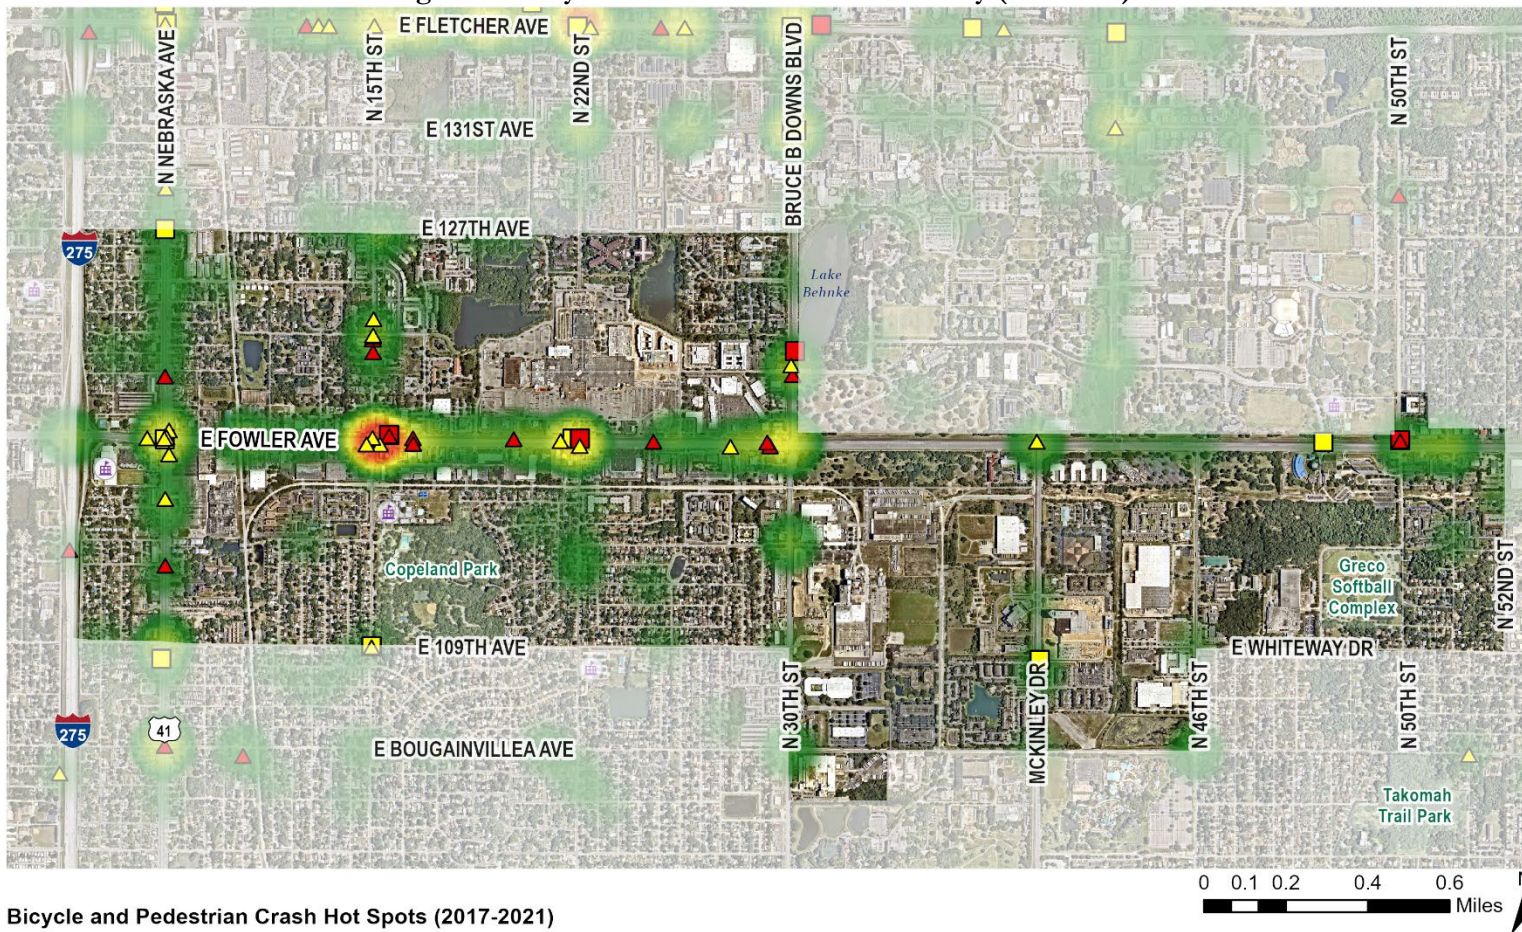 E FLETCHER AVE
N NEBRASKA AVE
N 15TH ST
N 22ND ST
BRUCE B DOWNS BLVD
N 50TH ST
E 131ST AVE
E 127TH AVE
275
Lake
Behnke
E FOWLER AVE
Copeland Park
Greco
Softball
Complex
N 52ND ST
E 109TH AVE
E WHITEWAY DR
N 30TH ST
MCKINLEY DR
N 46TH ST
N 50TH ST
275
41
E BOUGAINVILLEA AVE
Takomah
Trail Park
0 0.1 0.2 0.4 0.6
Miles
Bicycle and Pedestrian Crash Hot Spots (2017-2021)